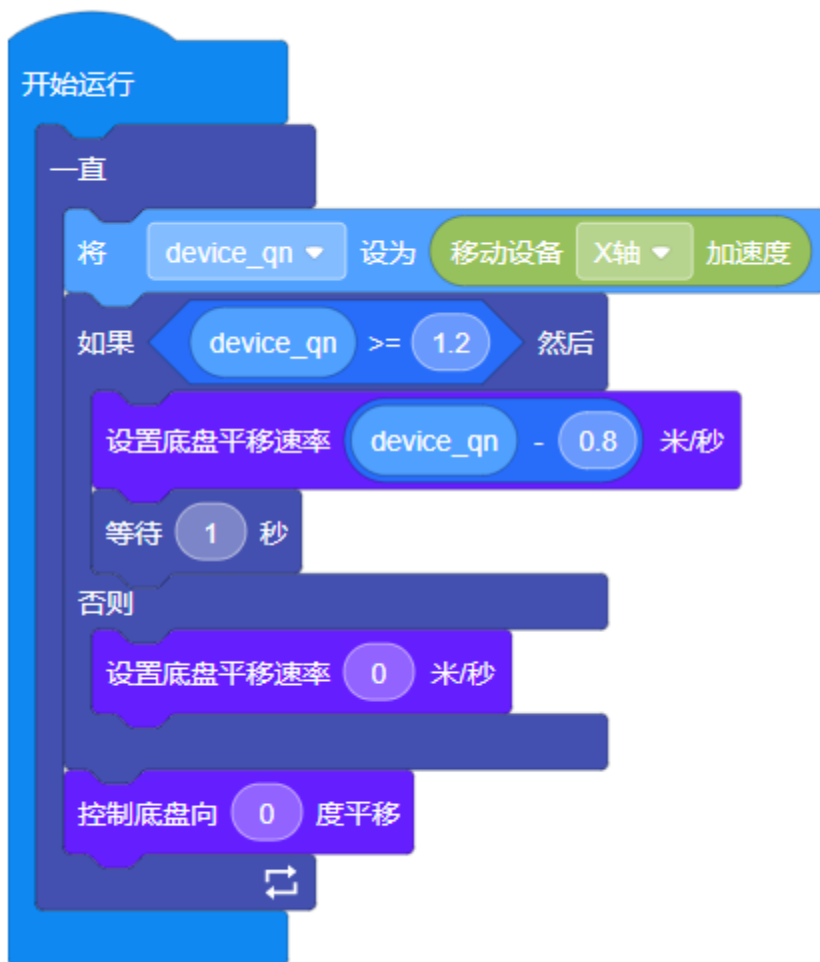 开始运行
一直
将 device_qn 设为 移动设备 X轴 加速度
如果 device_qn >= 1.2 然后
设置底盘平移速率 device_qn - 0.8 米/秒
等待 1 秒
否则
设置底盘平移速率 0 米/秒
控制底盘向 0 度平移